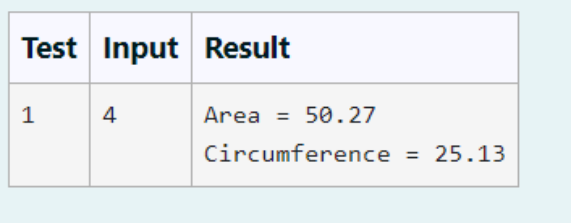 Test Input Result
1 4 Area = 50.27
Circumference = 25.13